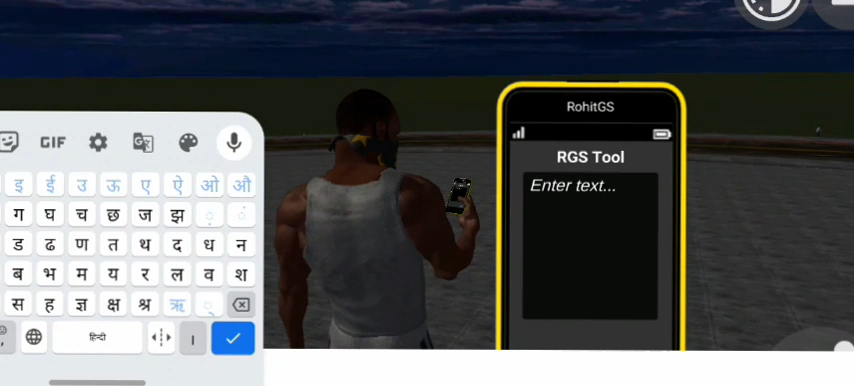 GIF
इ ई उ ऊ ए ऐ ओ औ
ग घ च छ ज झ ़ ं
ड ढ ण त थ द ध न
ब भ म य र ल व श
स ह ज्ञ क्ष श्र ऋ ्
हिन्दी ।
RohitGS
RGS Tool
Enter text...